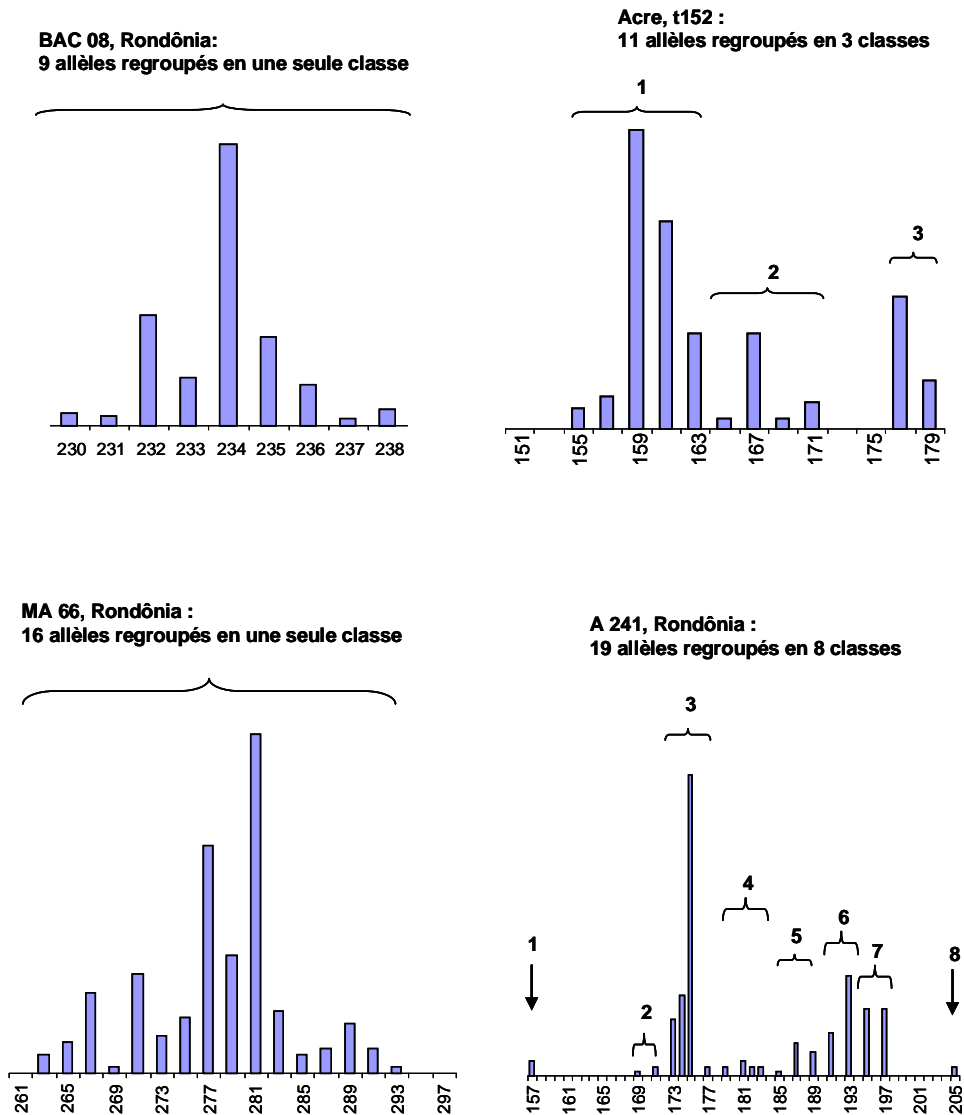 BAC 08, Rondônia:
9 allèles regroupés en une seule classe
230 231 232 233 234 235 236 237 238
Acre, t152 :
11 allèles regroupés en 3 classes
1
2
3
151 155 159 163 167 171 175 179
MA 66, Rondônia :
16 allèles regroupés en une seule classe
261 265 269 273 277 281 285 289 293 297
A 241, Rondônia :
19 allèles regroupés en 8 classes
1
2
3
4
5
6
7
8
157 161 165 169 173 177 181 185 189 193 197 201 205